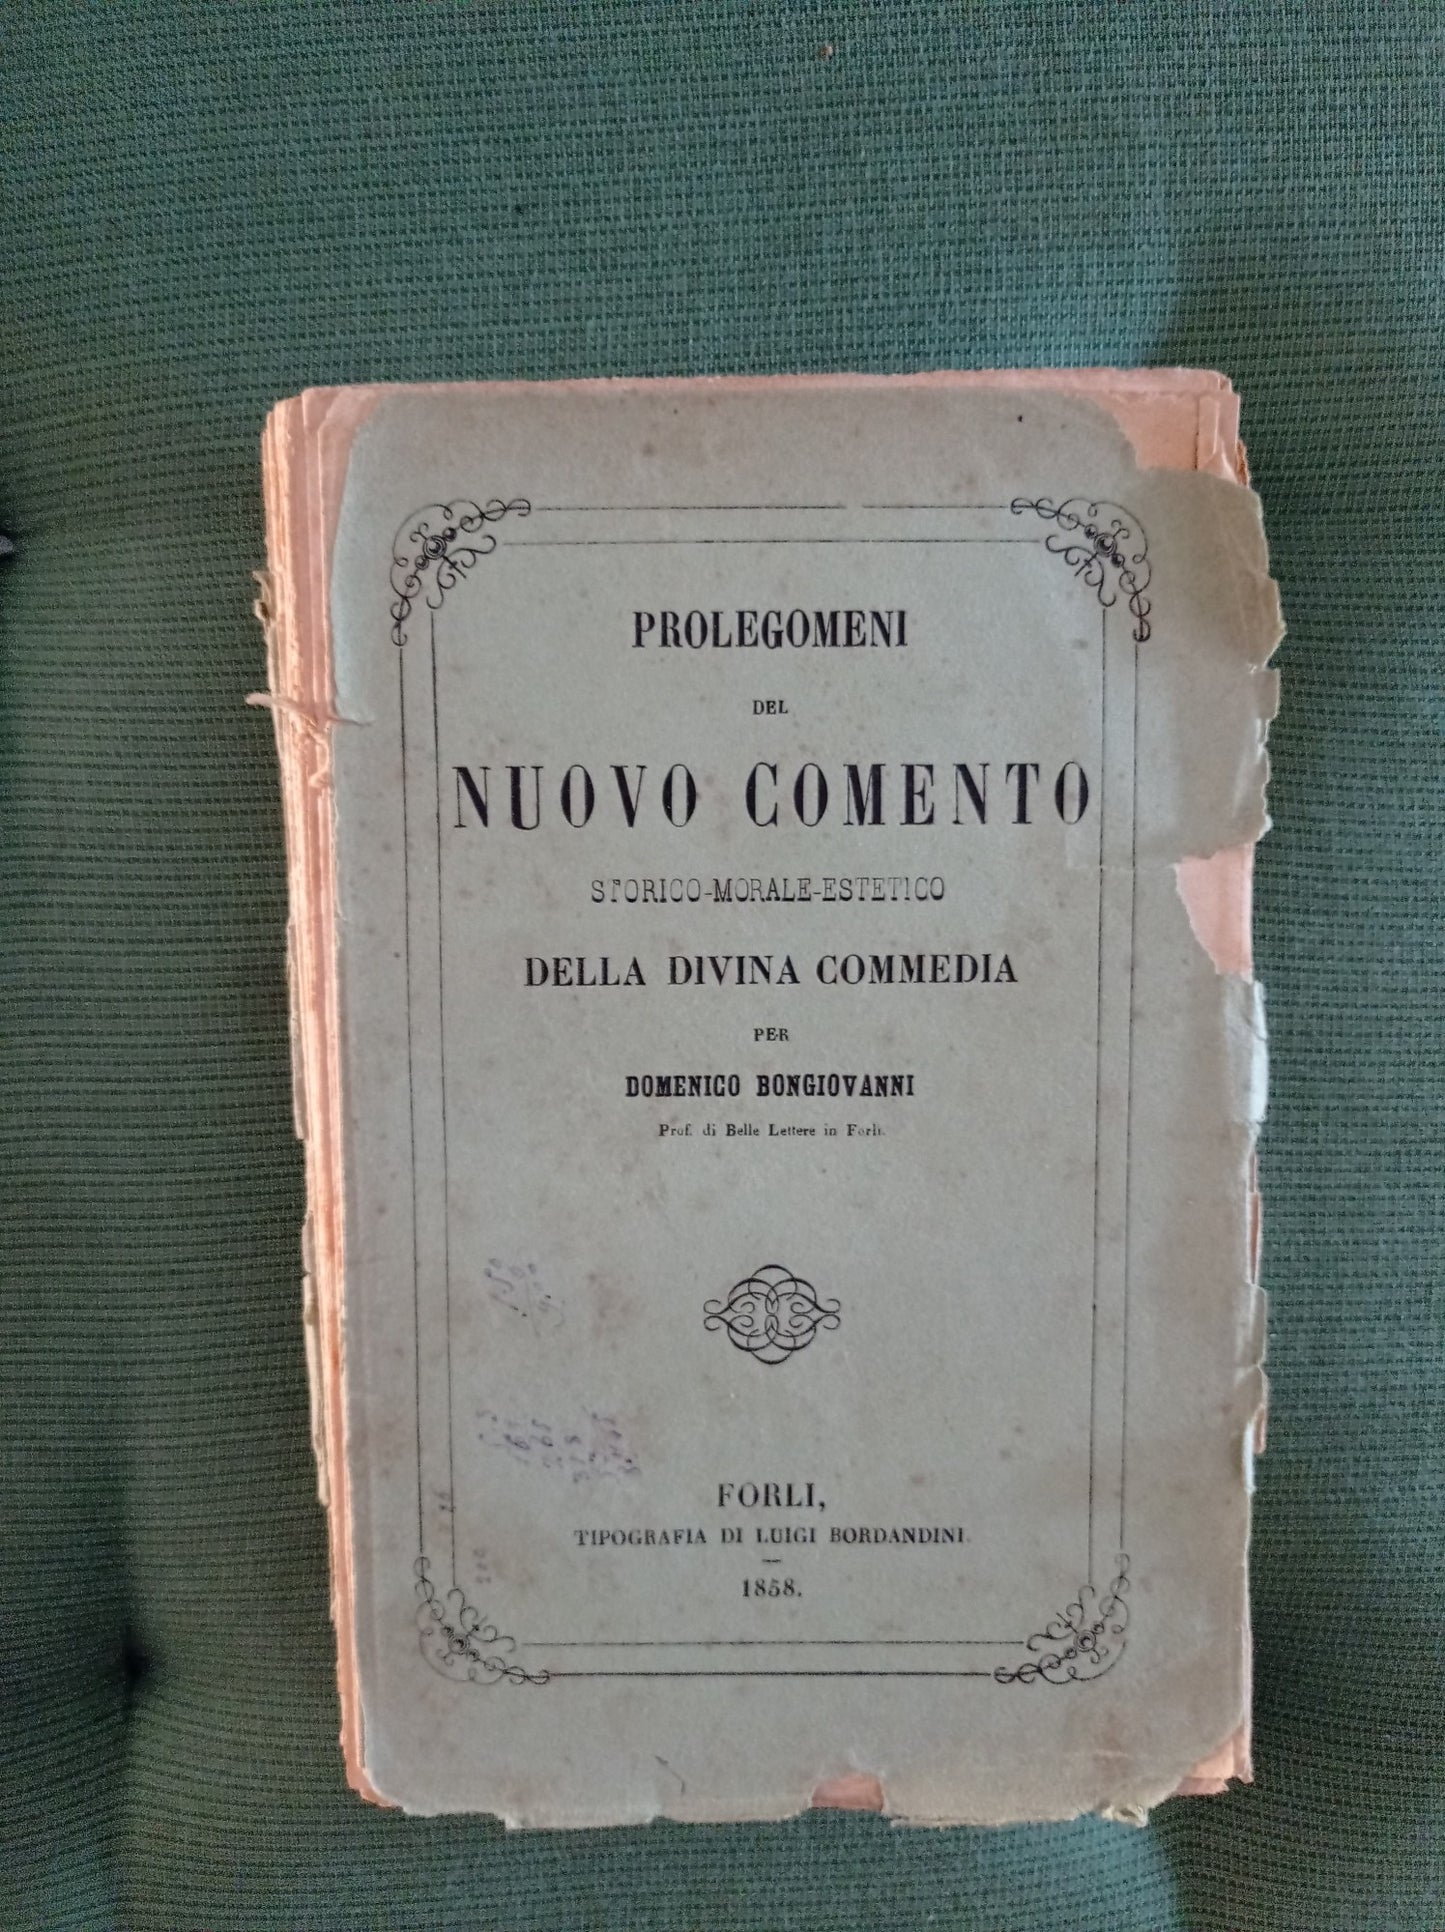 PROLEGOMENI
DEL
NUOVO COMENTO
STORICO-MORALE-ESTETICO
DELLA DIVINA COMMEDIA
PER
DOMENICO BONGIOVANNI
Prof. di Belle Lettere in Forlì.
FORLI,
TIPOGRAFIA DI LUIGI BORDANDINI
1858.